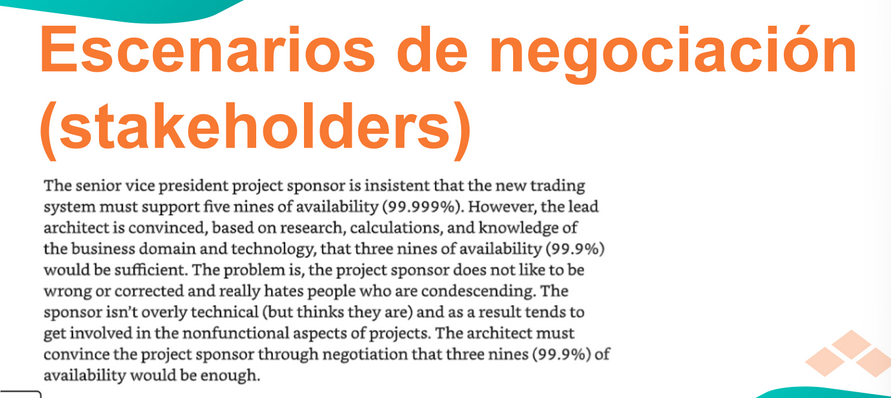 Escenarios de negociación
(stakeholders)
The senior vice president project sponsor is insistent that the new trading
system must support five nines of availability (99.999%). However, the lead
architect is convinced, based on research, calculations, and knowledge of
the business domain and technology, that three nines of availability (99.9%)
would be sufficient. The problem is, the project sponsor does not like to be
wrong or corrected and really hates people who are condescending. The
sponsor isn't overly technical (but thinks they are) and as a result tends to
get involved in the nonfunctional aspects of projects. The architect must
convince the project sponsor through negotiation that three nines (99.9%) of
availability would be enough.